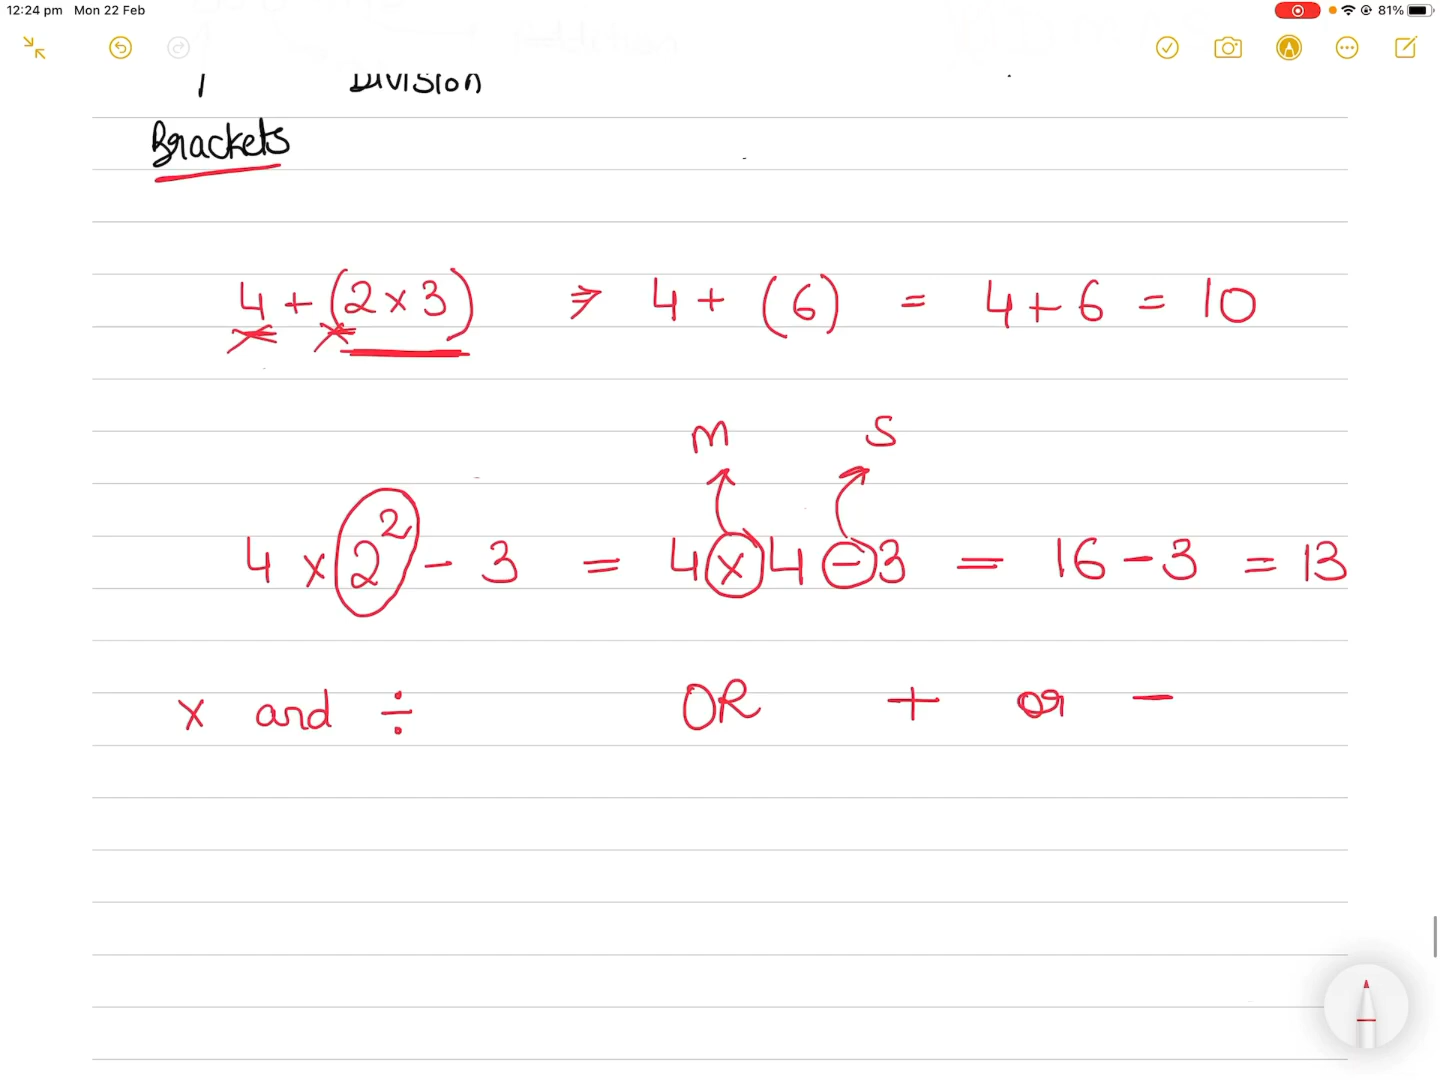 12:24 pm Mon 22 Feb 81%
Division
Brackets
4 + (2 × 3) ⇒ 4 + (6) = 4 + 6 = 10
M S
4 × 2² - 3 = 4 × 4 - 3 = 16 - 3 = 13
x and ÷ OR + or -